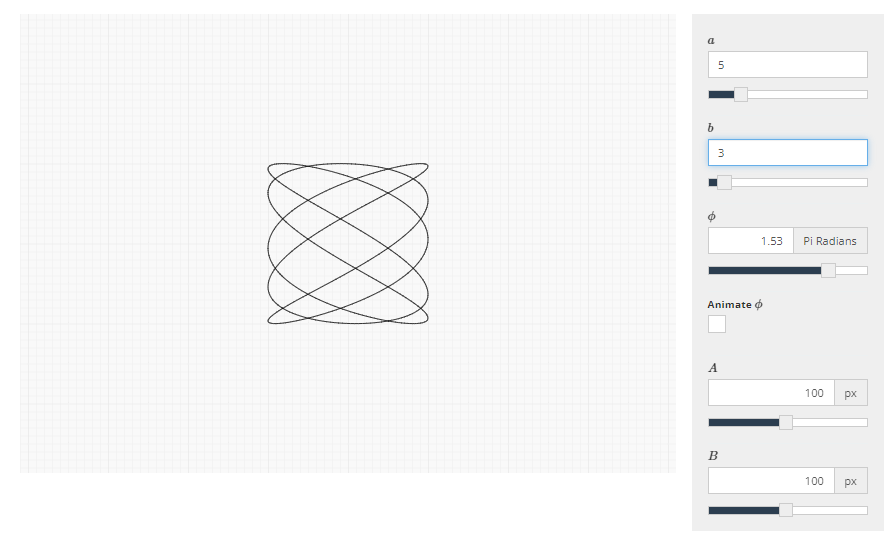 a
5
b
3
ϕ
1.53 Pi Radians
Animate ϕ
A
100 px
B
100 px